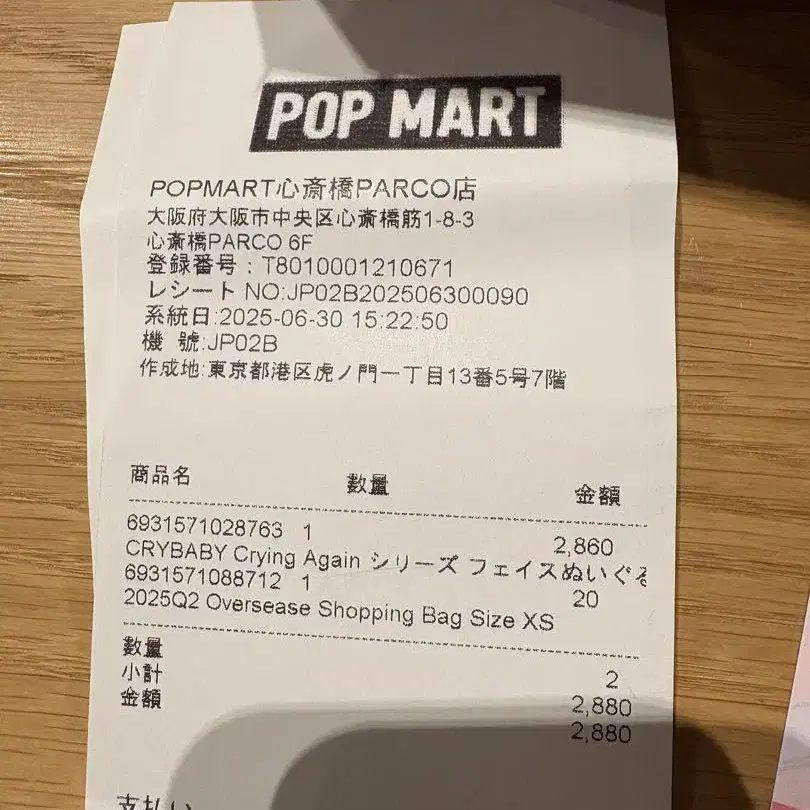 POP MART
POPMART心斎橋PARCO店
大阪府大阪市中央区心斎橋筋1-8-3
心斎橋PARCO 6F
登録番号：T8010001210671
レシート NO:JP02B202506300090
系統日:2025-06-30 15:22:50
機 號:JP02B
作成地:東京都港区虎ノ門一丁目13番5号7階
商品名 數量 金額
6931571028763 1 2,860
CRYBABY Crying Again シリーズ フェイスぬいぐる
6931571088712 1 20
2025Q2 Oversease Shopping Bag Size XS
數量 2
小計 2,880
金額 2,880
支払い